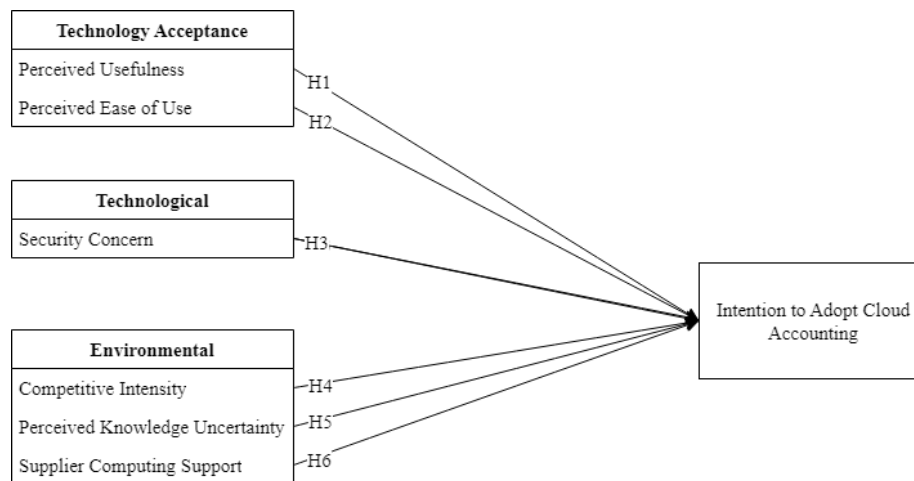 Technology Acceptance
Perceived Usefulness
H1
Perceived Ease of Use
H2
Technological
Security Concern
H3
Intention to Adopt Cloud
Accounting
Environmental
Competitive Intensity
H4
Perceived Knowledge Uncertainty
H5
Supplier Computing Support
H6